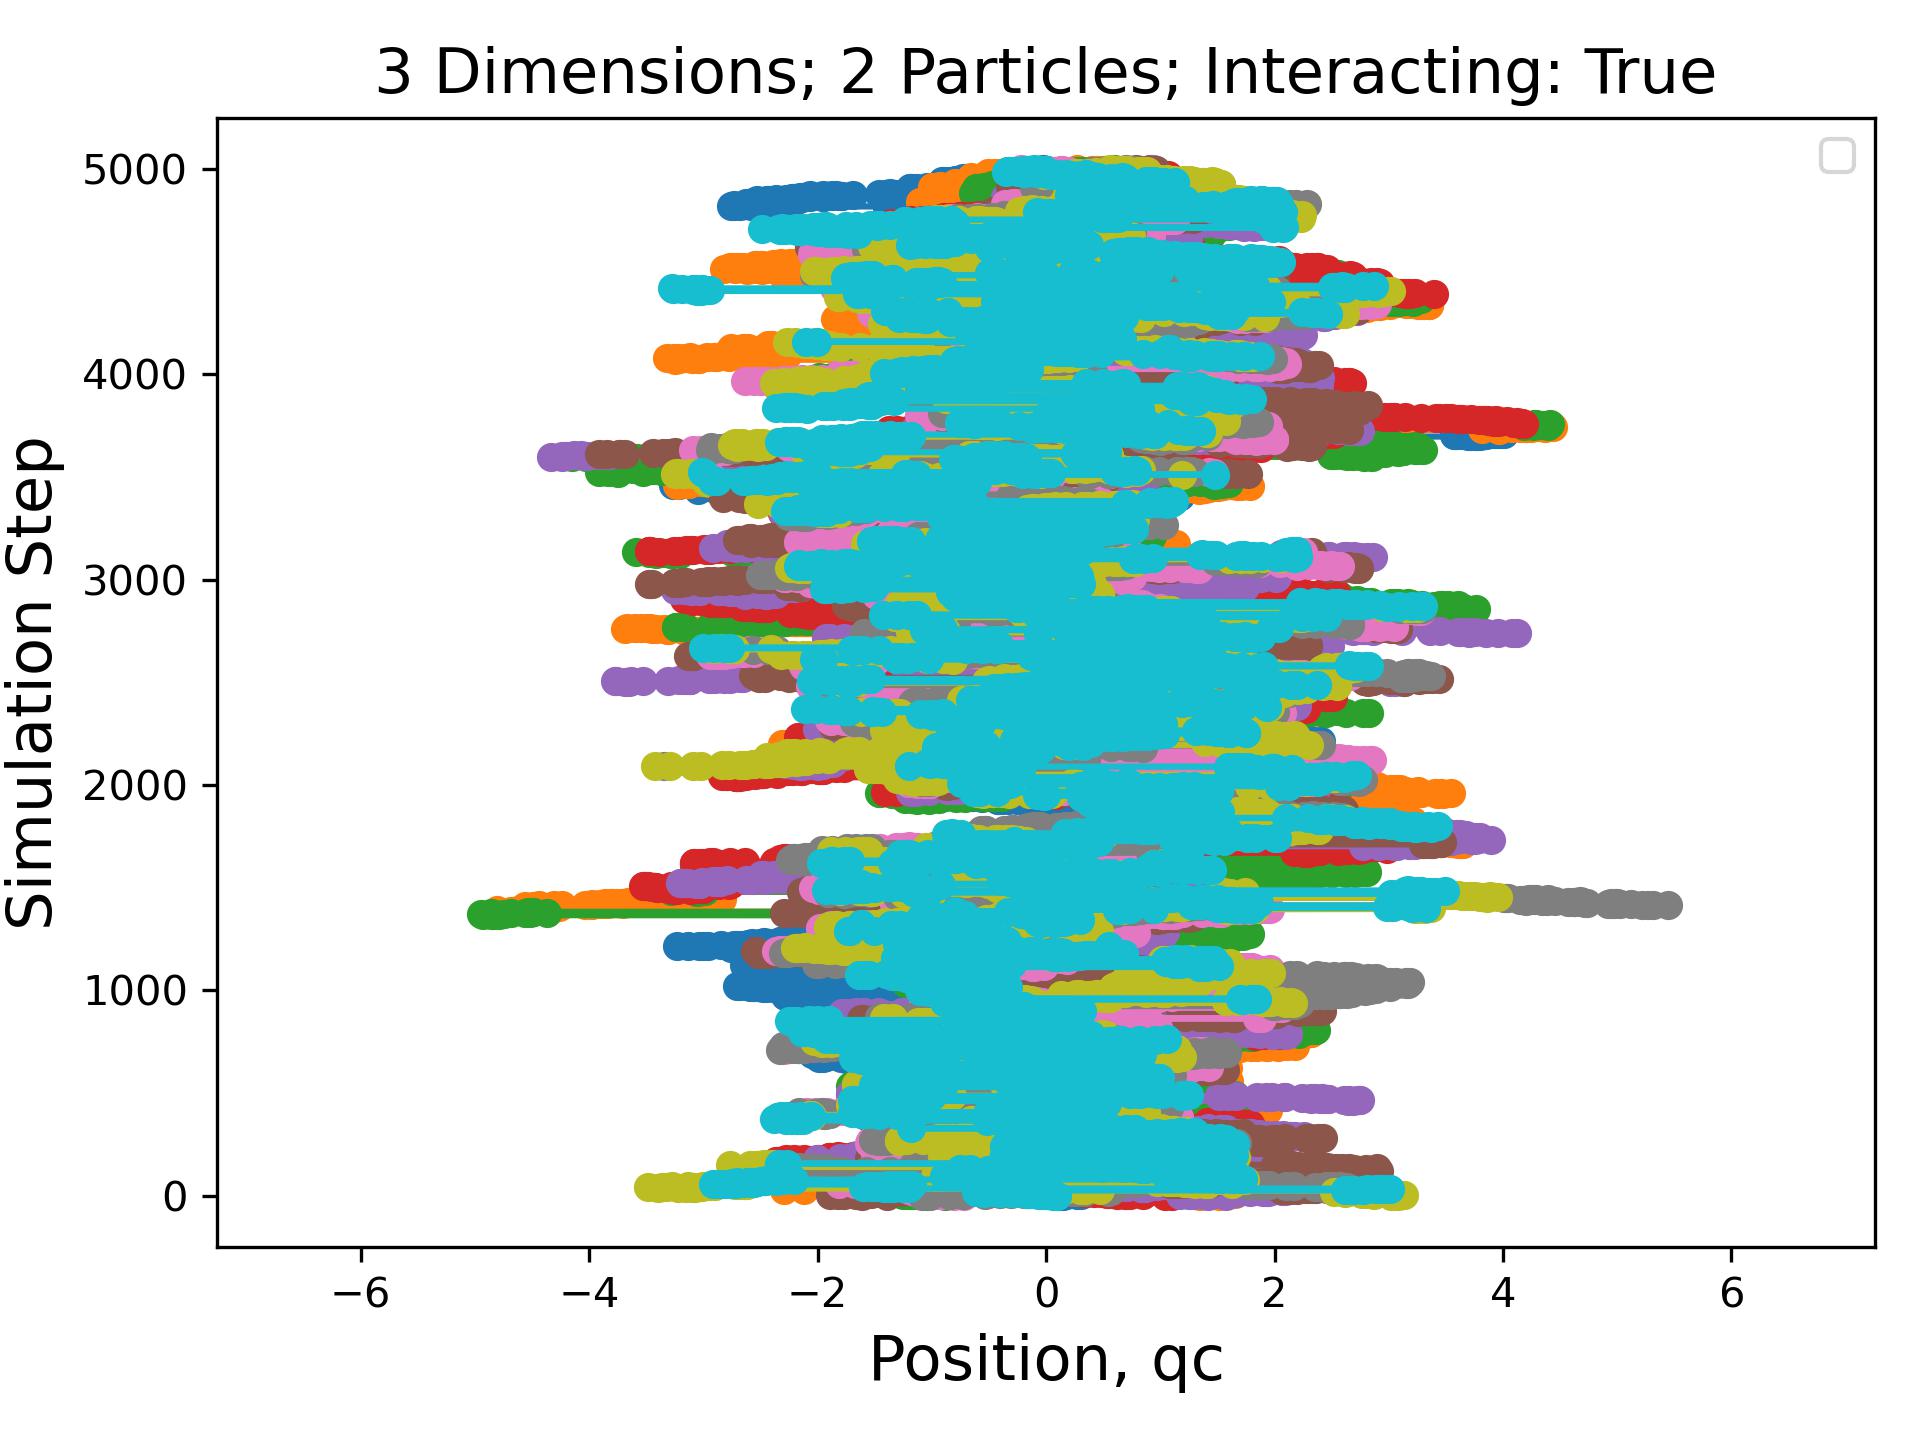 3 Dimensions; 2 Particles; Interacting: True
5000
4000
3000
2000
1000
0
Simulation Step
−6 −4 −2 0 2 4 6
Position, qc